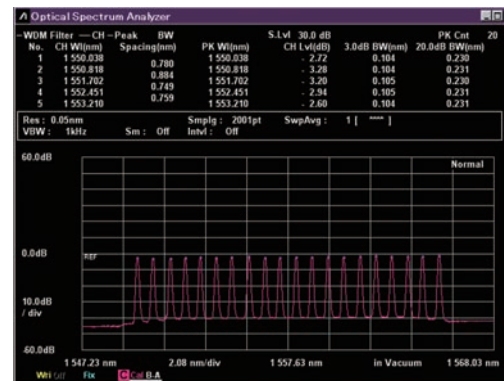 Optical Spectrum Analyzer
WDM Filter — CH — Peak BW S.Lvl 30.0 dB PK Cnt 20
No. CH Wl(nm) Spacing(nm) PK Wl(nm) CH Lvl(dB) 3.0dB BW(nm) 20.0dB BW(nm)
1 1 550.038 0.780 1 550.038 - 2.72 0.104 0.230
2 1 550.818 0.884 1 550.818 - 3.28 0.104 0.231
3 1 551.702 0.749 1 551.702 - 3.20 0.105 0.230
4 1 552.451 0.759 1 552.451 - 2.94 0.104 0.231
5 1 553.210 1 553.210 - 2.60 0.104 0.231
Res : 0.05nm Smplg : 2001pt SwpAvg : 1 [ **** ]
VBW : 1kHz Sm : Off Intvl : Off
60.0dB
Normal
0.0dB
REF
10.0dB
/ div
-60.0dB
1 547.23 nm 2.08 nm/div 1 557.63 nm in Vacuum 1 568.03 nm
Wri Off Fix C Cal B-A